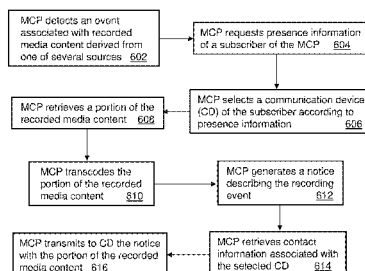 MCP detects an event
associated with recorded
media content derived from
one of several sources 602
MCP requests presence information
of a subscriber of the MCP 604
MCP selects a communication device
(CD) of the subscriber according to
presence information 606
MCP retrieves a portion of the
recorded media content 608
MCP transcodes the
portion of the recorded
media content 610
MCP generates a notice
describing the recording
event 612
MCP retrieves contact
information associated with
the selected CD 614
MCP transmits to CD the notice
with the portion of the recorded
media content 616